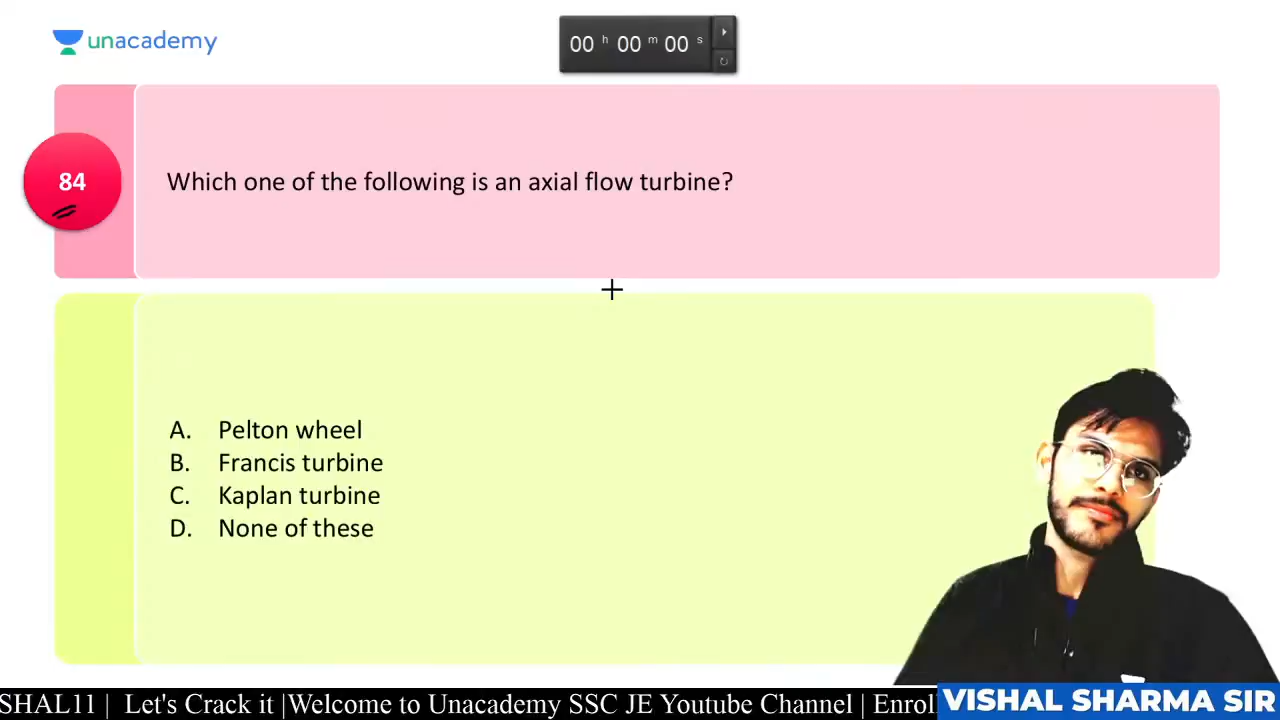 unacademy
00 h 00 m 00 s
84
Which one of the following is an axial flow turbine?
A. Pelton wheel
B. Francis turbine
C. Kaplan turbine
D. None of these
SHAL11 | Let's Crack it |Welcome to Unacademy SSC JE Youtube Channel | Enroll
VISHAL SHARMA SIR